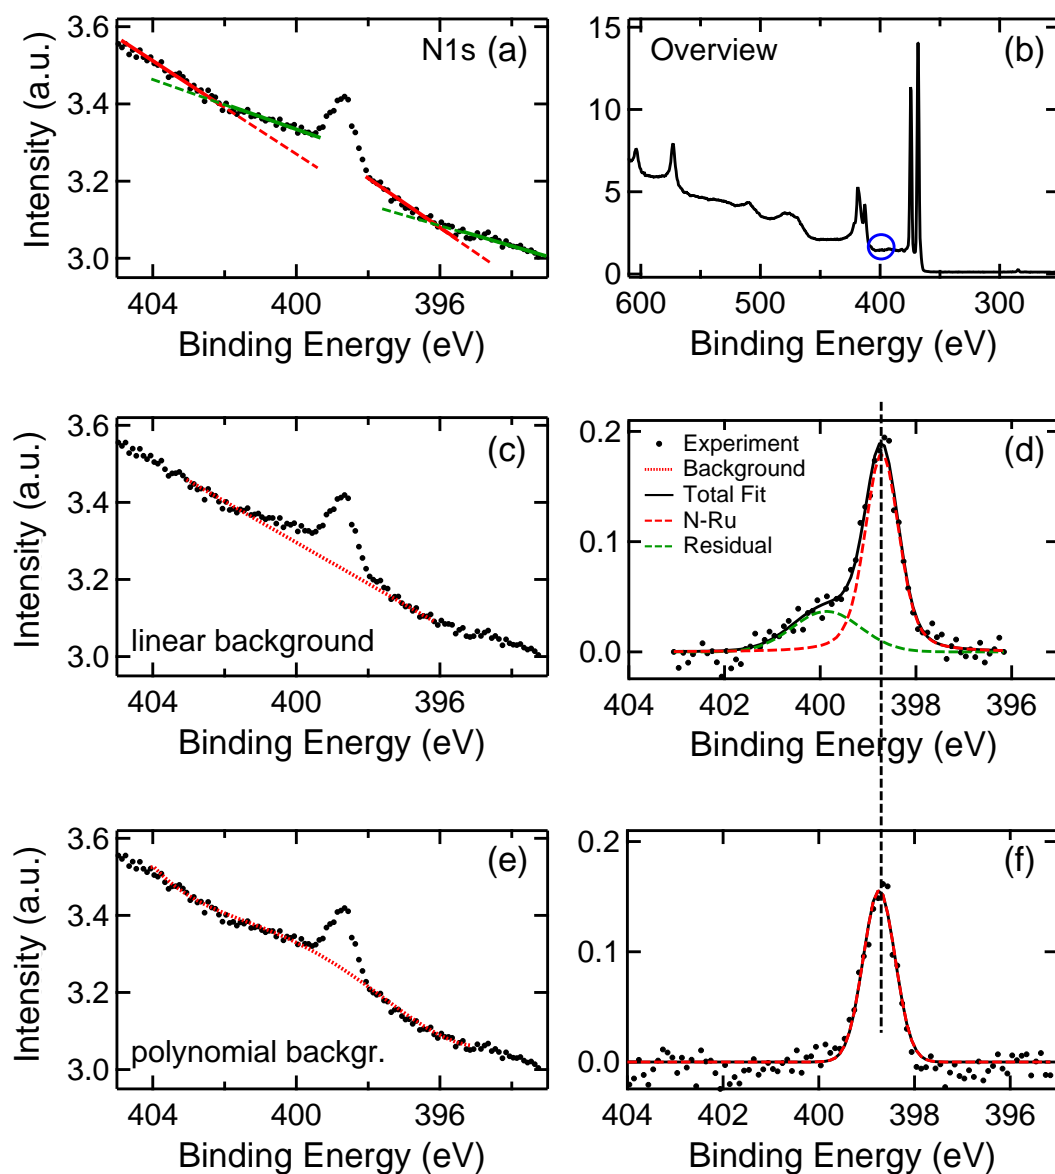 3.6
3.4
3.2
3.0
Intensity (a.u.)
N1s (a)
404 400 396
Binding Energy (eV)
15
10
5
0
Overview (b)
600 500 400 300
Binding Energy (eV)
3.6
3.4
3.2
3.0
Intensity (a.u.)
(c)
linear background
404 400 396
Binding Energy (eV)
0.2
0.1
0.0
(d)
Experiment
Background
Total Fit
N-Ru
Residual
404 402 400 398 396
Binding Energy (eV)
3.6
3.4
3.2
3.0
Intensity (a.u.)
(e)
polynomial backgr.
404 400 396
Binding Energy (eV)
0.2
0.1
0.0
(f)
404 402 400 398 396
Binding Energy (eV)